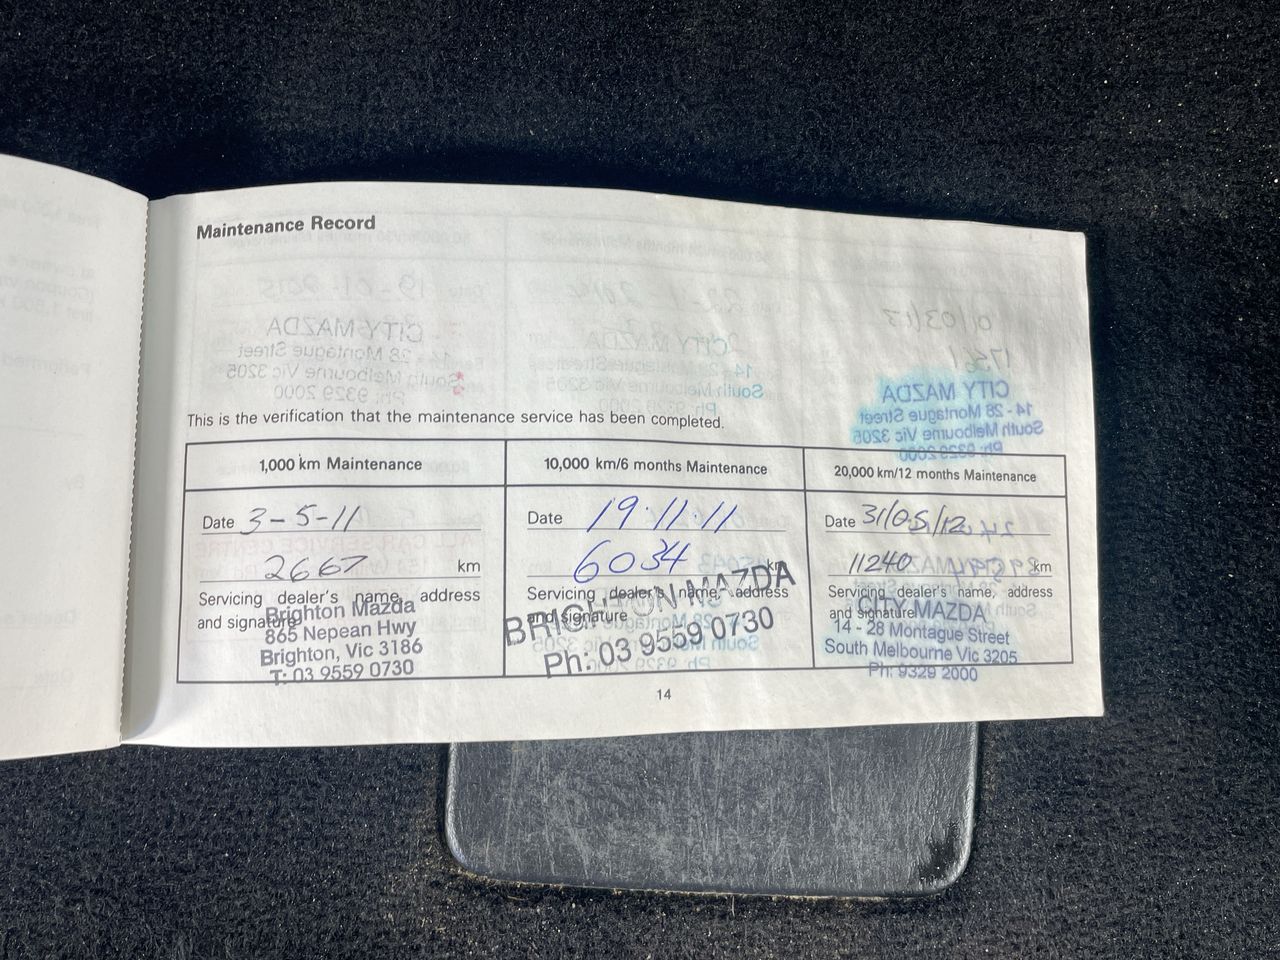 Maintenance Record
This is the verification that the maintenance service has been completed.
1,000 km Maintenance
Date 3-5-11
2667 km
Servicing dealer's name, address
and signature
Brighton Mazda
865 Nepean Hwy
Brighton, Vic 3186
T: 03 9559 0730
10,000 km/6 months Maintenance
Date 19.11.11
6034 km
Servicing dealer's name, address
and signature
BRIGHTON MAZDA
Ph: 03 9559 0730
20,000 km/12 months Maintenance
Date 31/05/12
11240 km
Servicing dealer's name, address
and signature
CITY MAZDA
14 - 28 Montague Street
South Melbourne Vic 3205
Ph: 9329 2000
14